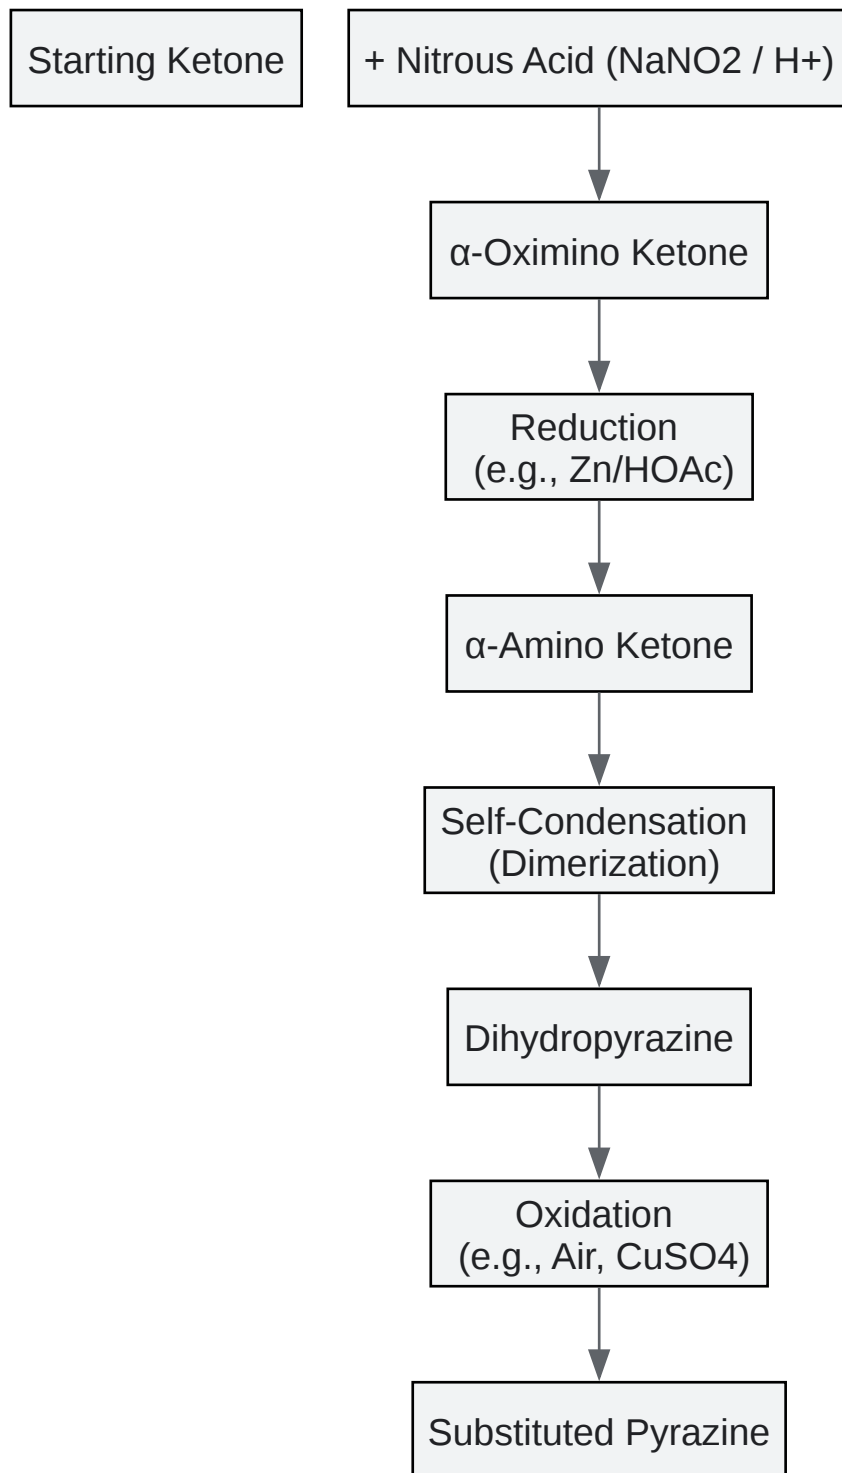 Starting Ketone
+ Nitrous Acid (NaNO2 / H+)
α-Oximino Ketone
Reduction
(e.g., Zn/HOAc)
α-Amino Ketone
Self-Condensation
(Dimerization)
Dihydropyrazine
Oxidation
(e.g., Air, CuSO4)
Substituted Pyrazine